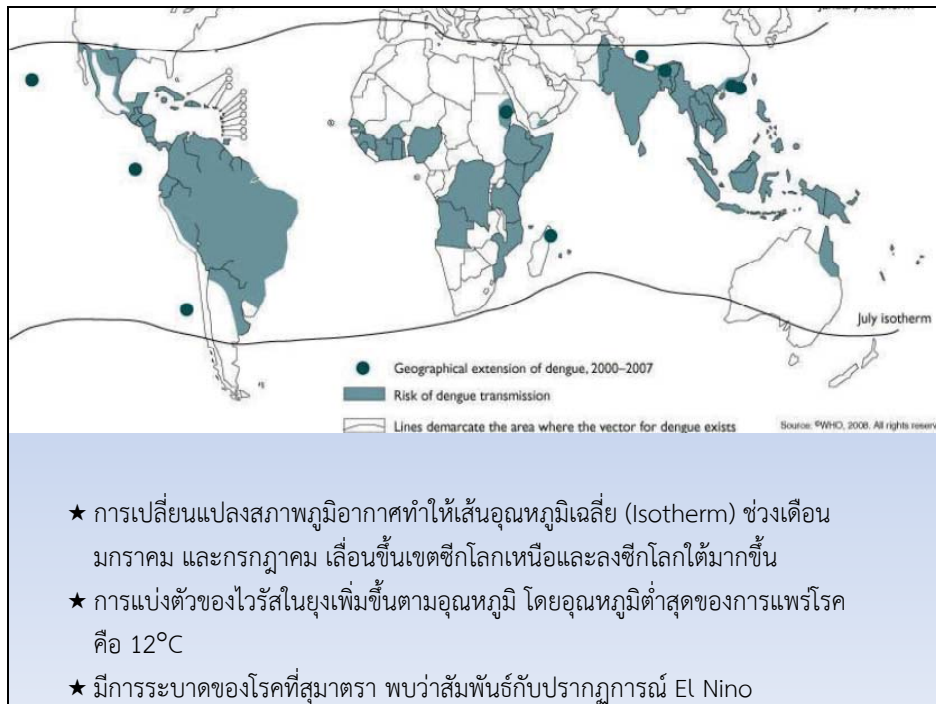 January isotherm
July isotherm
Geographical extension of dengue, 2000–2007
Risk of dengue transmission
Lines demarcate the area where the vector for dengue exists
Source: ©WHO, 2008. All rights reserv
★ การเปลี่ยนแปลงสภาพภูมิอากาศทำให้เส้นอุณหภูมิเฉลี่ย (Isotherm) ช่วงเดือน
มกราคม และกรกฎาคม เลื่อนขึ้นเขตซีกโลกเหนือและลงซีกโลกใต้มากขึ้น
★ การแบ่งตัวของไวรัสในยุงเพิ่มขึ้นตามอุณหภูมิ โดยอุณหภูมิต่ำสุดของการแพร่โรค
คือ 12°C
★ มีการระบาดของโรคที่สุมาตรา พบว่าสัมพันธ์กับปรากฏการณ์ El Nino